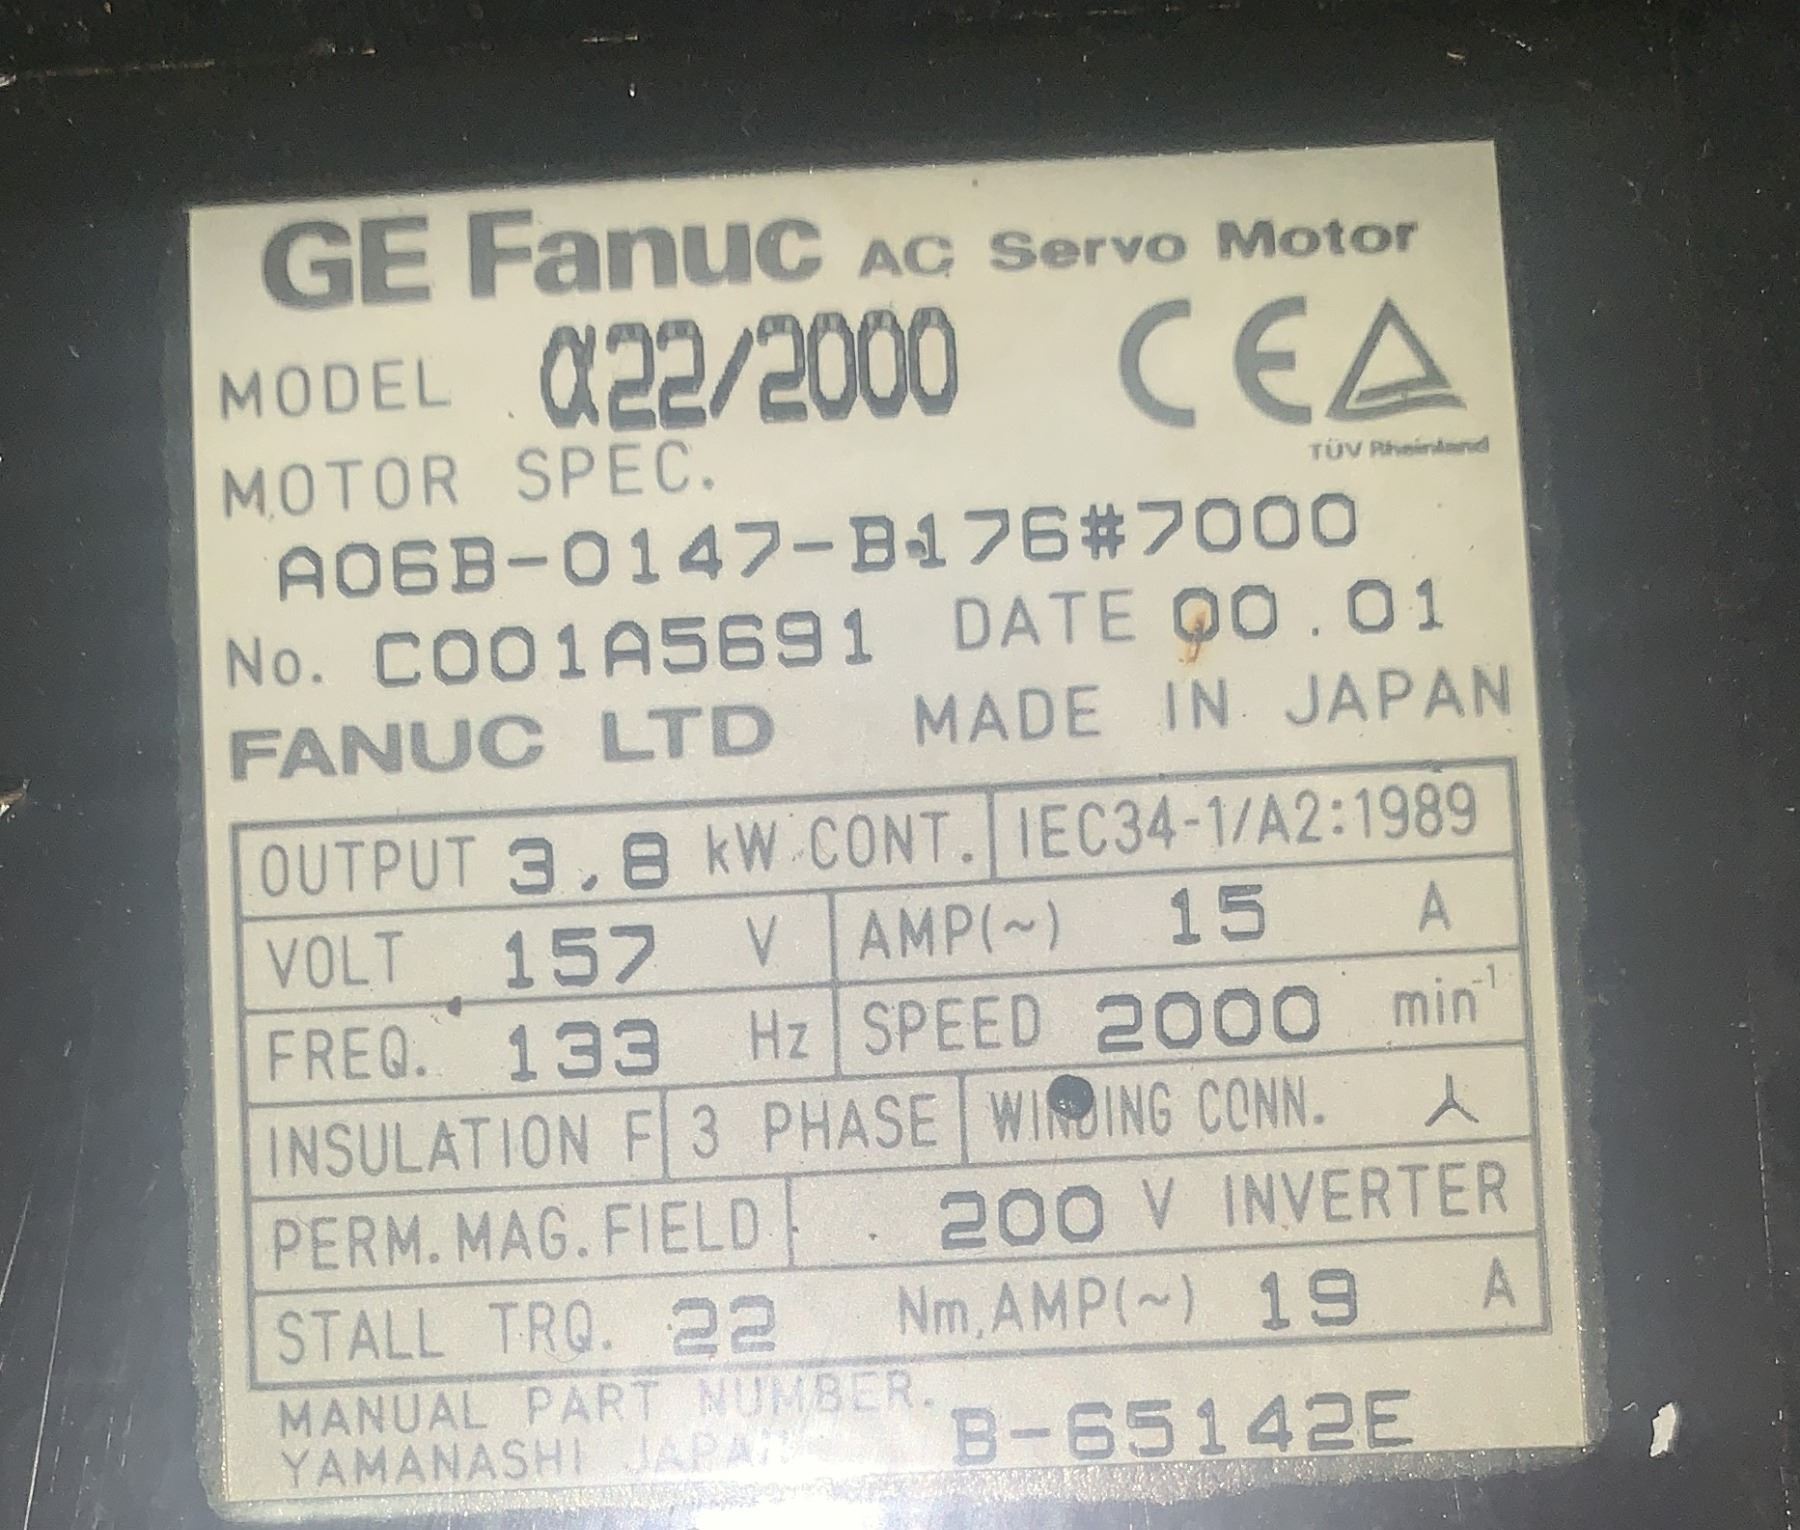 GE Fanuc AC Servo Motor
MODEL α22/2000
CE
TÜV Rheinland
MOTOR SPEC.
A06B-0147-B176#7000
No. C001A5691 DATE 00.01
FANUC LTD MADE IN JAPAN
OUTPUT 3.8 kW CONT. IEC34-1/A2:1989
VOLT 157 V AMP(~) 15 A
FREQ. 133 Hz SPEED 2000 min⁻¹
INSULATION F 3 PHASE WINDING CONN.
PERM.MAG.FIELD 200 V INVERTER
STALL TRQ. 22 Nm,AMP(~) 19 A
MANUAL PART NUMBER. B-65142E
YAMANASHI JAPAN